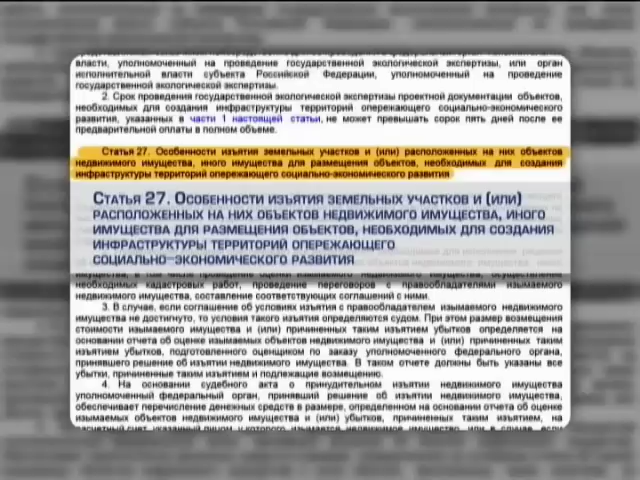 власти, уполномоченный на проведение государственной экологической экспертизы, или орган
исполнительной власти субъекта Российской Федерации, уполномоченный на проведение
государственной экологической экспертизы.
2. Срок проведения государственной экологической экспертизы проектной документации объектов,
необходимых для создания инфраструктуры территорий опережающего социально-экономического
развития, указанных в части 1 настоящей статьи, не может превышать сорок пять дней после ее
предварительной оплаты в полном объеме.
Статья 27. Особенности изъятия земельных участков и (или) расположенных на них объектов
недвижимого имущества, иного имущества для размещения объектов, необходимых для создания
инфраструктуры территорий опережающего социально-экономического развития
Статья 27. Особенности изъятия земельных участков и (или)
расположенных на них объектов недвижимого имущества, иного
имущества для размещения объектов, необходимых для создания
инфраструктуры территорий опережающего
социально-экономического развития
необходимых кадастровых работ, проведение переговоров с правообладателями изымаемого
недвижимого имущества, составление соответствующих соглашений с ними.
3. В случае, если соглашение об условиях изъятия с правообладателем изымаемого недвижимого
имущества не достигнуто, то условия такого изъятия определяются судом. При этом размер возмещения
стоимости изымаемого имущества и (или) причиненных таким изъятием убытков определяется на
основании отчета об оценке изымаемых объектов недвижимого имущества и (или) причиненных таким
изъятием убытков, подготовленного оценщиком по заказу уполномоченного федерального органа,
принявшего решение об изъятии недвижимого имущества. В таком отчете должны быть указаны все
убытки, причиненные таким изъятием и подлежащие возмещению.
4. На основании судебного акта о принудительном изъятии недвижимого имущества
уполномоченный федеральный орган, принявший решение об изъятии недвижимого имущества,
обеспечивает перечисление денежных средств в размере, определенном на основании отчета об оценке
изымаемых объектов недвижимого имущества и (или) убытков, причиненных таким изъятием, на